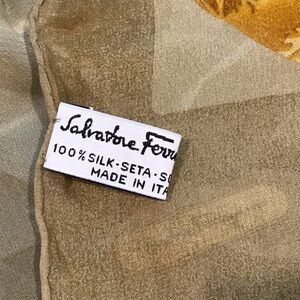 Salvatore Ferr
100% SILK-SETA-S
MADE IN ITA